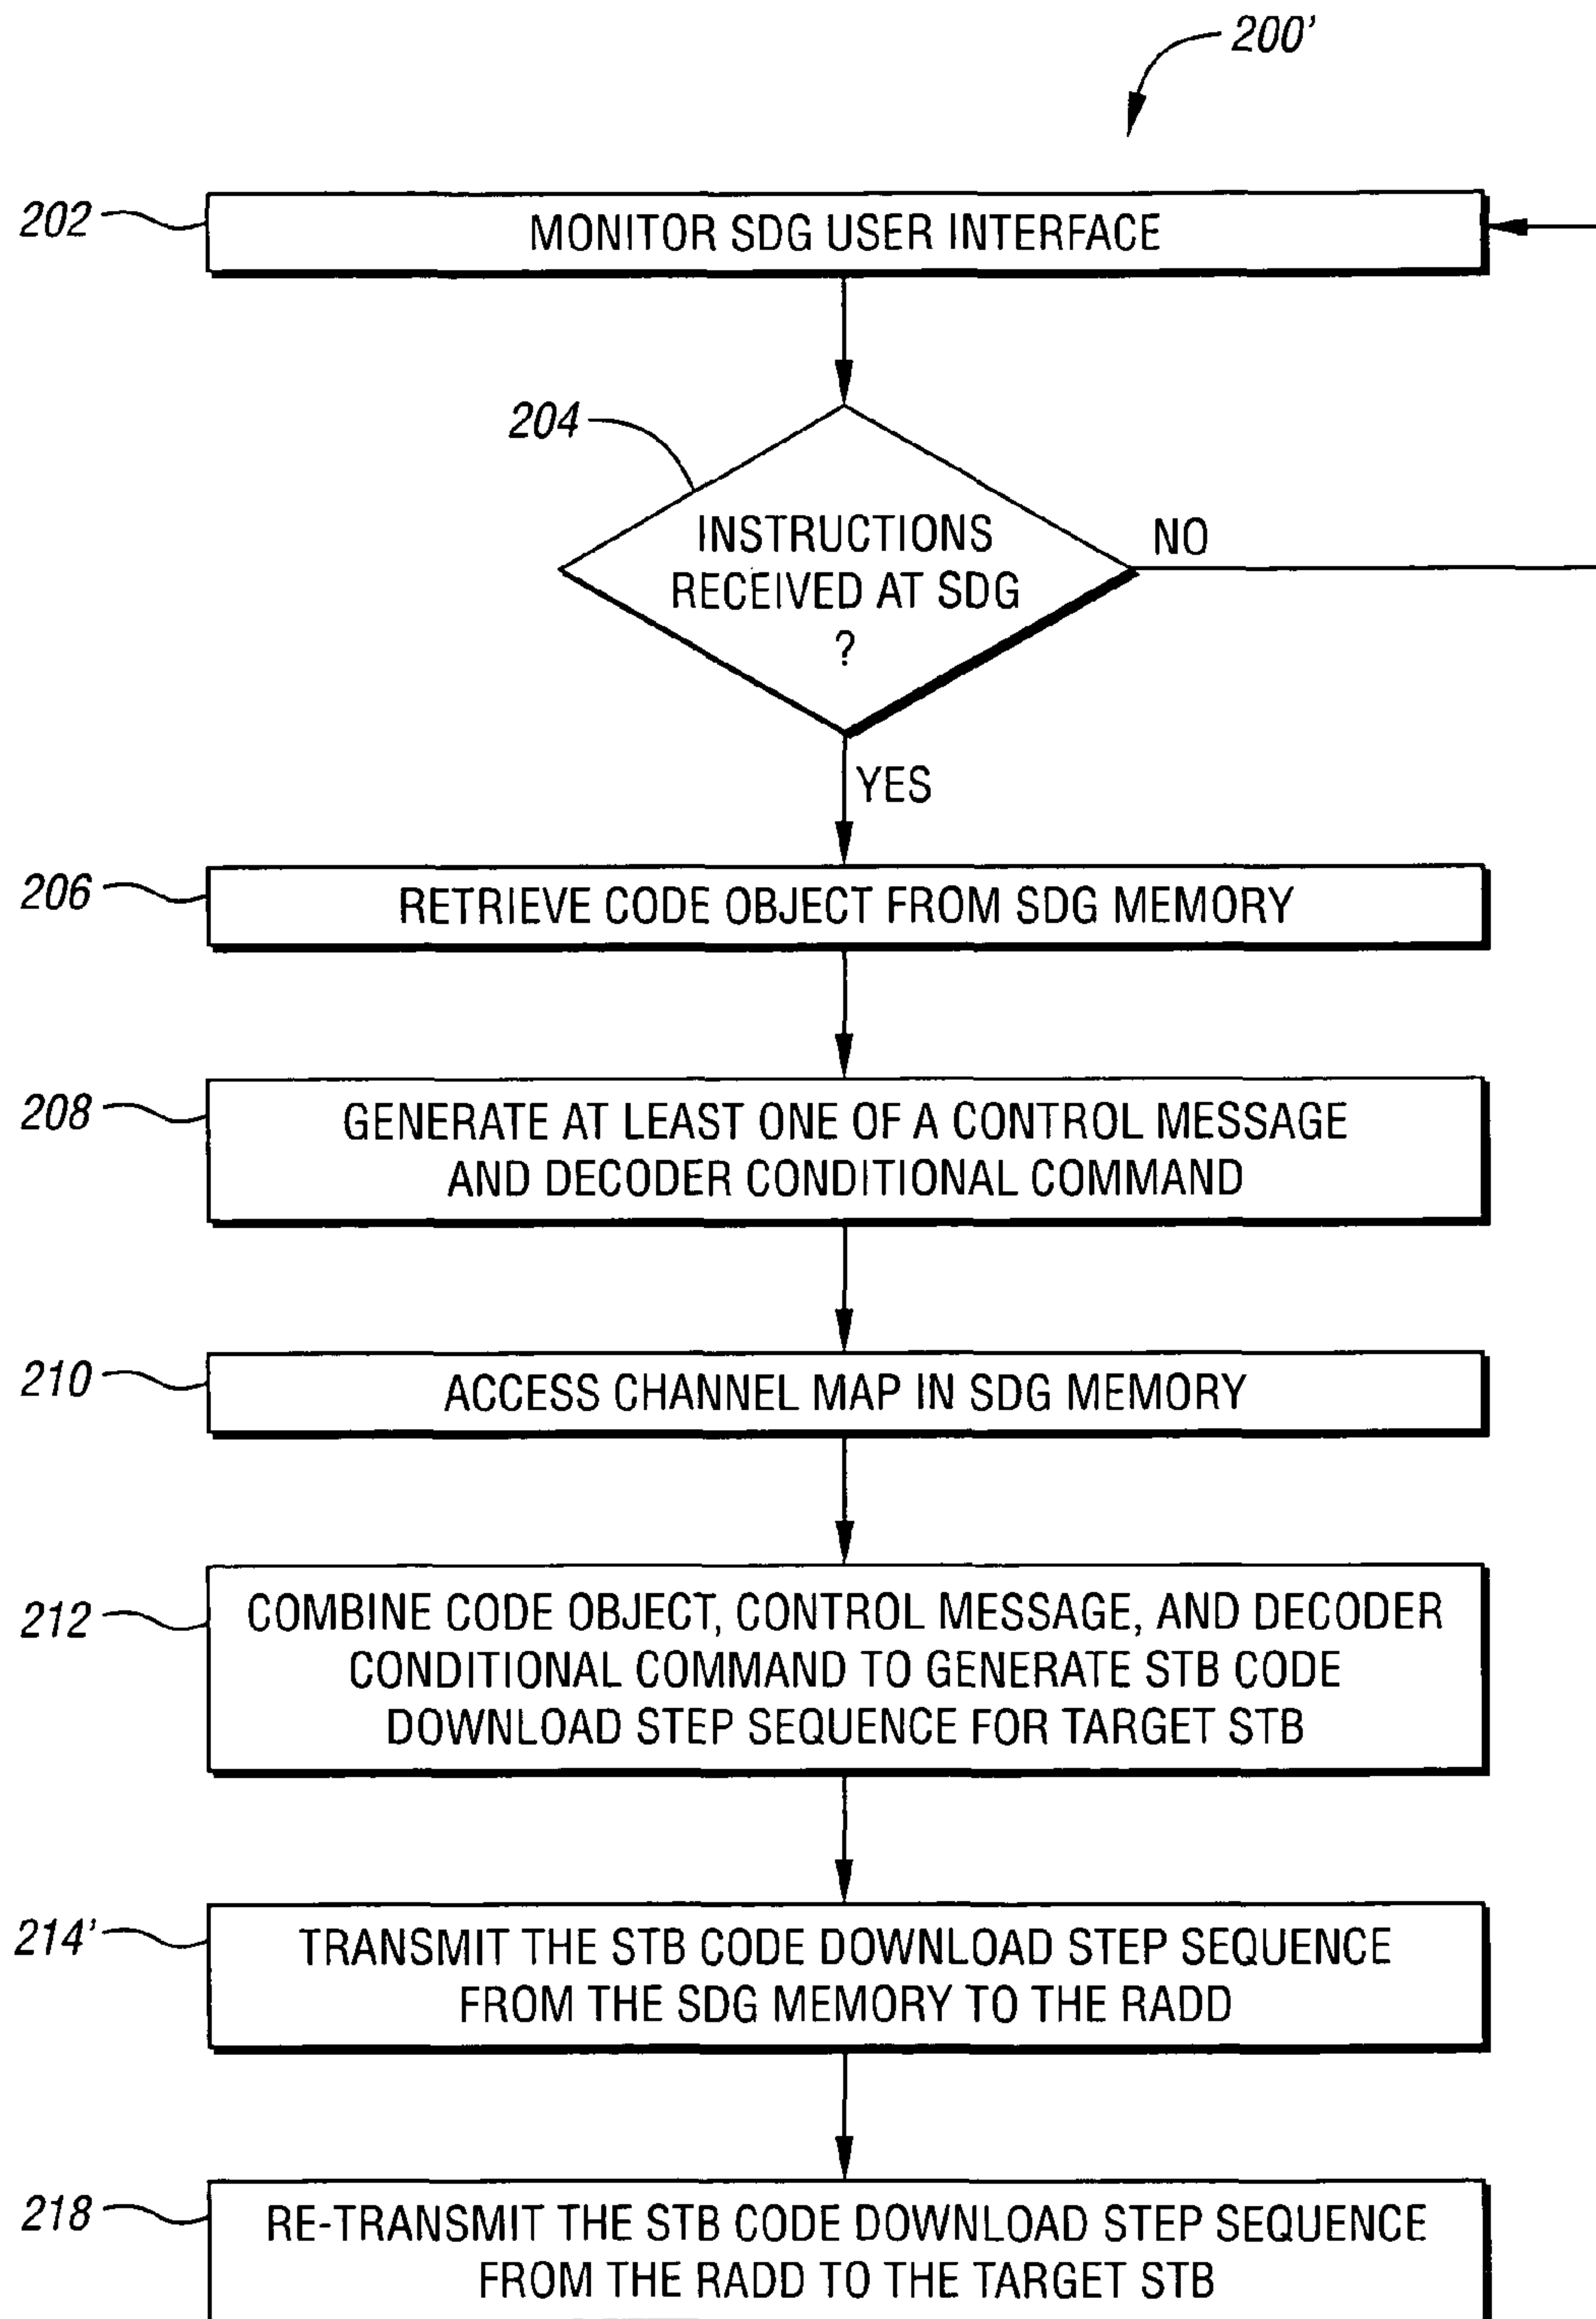 200'
202
MONITOR SDG USER INTERFACE
204
INSTRUCTIONS
RECEIVED AT SDG
?
NO
YES
206
RETRIEVE CODE OBJECT FROM SDG MEMORY
208
GENERATE AT LEAST ONE OF A CONTROL MESSAGE
AND DECODER CONDITIONAL COMMAND
210
ACCESS CHANNEL MAP IN SDG MEMORY
212
COMBINE CODE OBJECT, CONTROL MESSAGE, AND DECODER
CONDITIONAL COMMAND TO GENERATE STB CODE
DOWNLOAD STEP SEQUENCE FOR TARGET STB
214'
TRANSMIT THE STB CODE DOWNLOAD STEP SEQUENCE
FROM THE SDG MEMORY TO THE RADD
218
RE-TRANSMIT THE STB CODE DOWNLOAD STEP SEQUENCE
FROM THE RADD TO THE TARGET STB